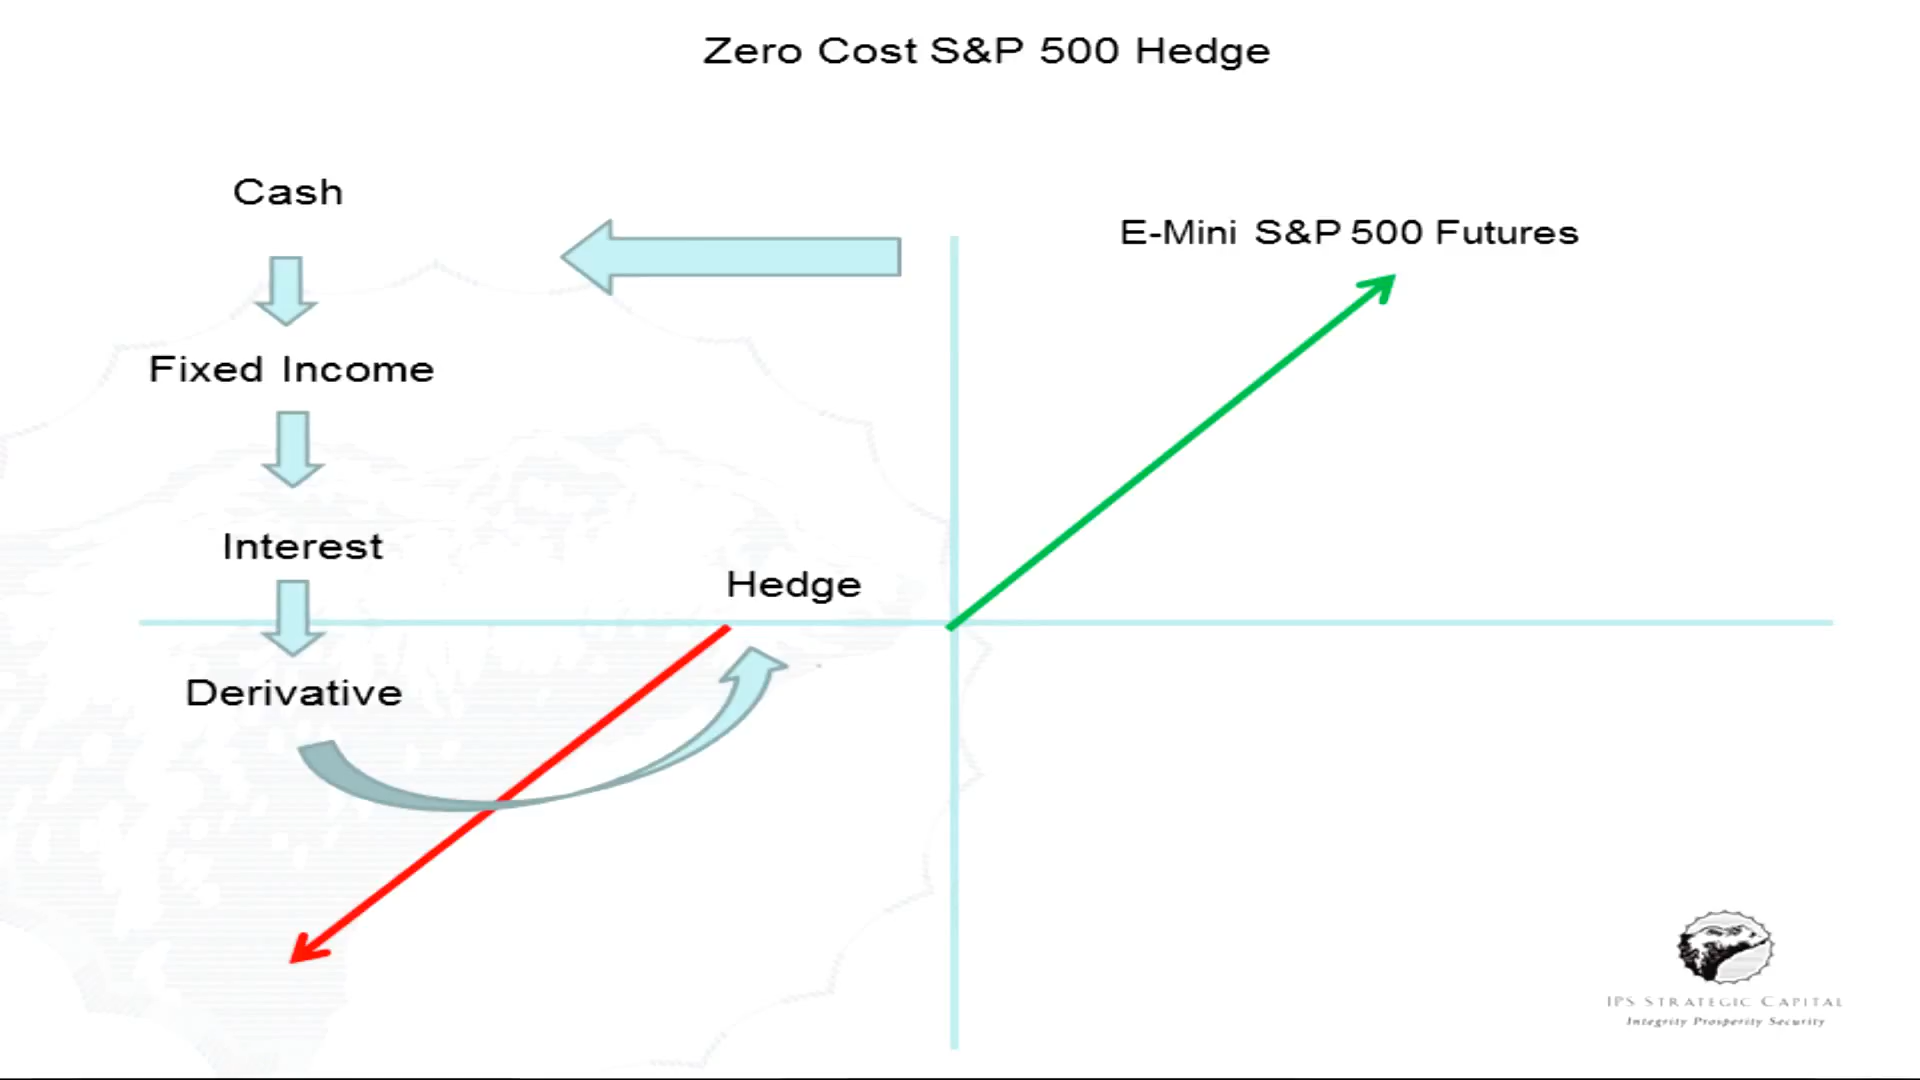 Zero Cost S&P 500 Hedge
Cash
E-Mini S&P 500 Futures
Fixed Income
Interest
Hedge
Derivative
IPS STRATEGIC CAPITAL
Integrity Prosperity Security